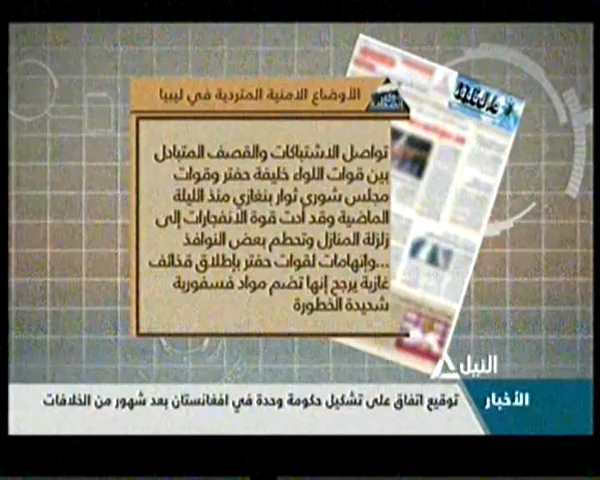 الأوضاع الامنية المتردية في ليبيا
تواصل الاشتباكات والقصف المتبادل
بين قوات اللواء خليفة حفتر وقوات
مجلس شورى ثوار بنغازي منذ الليلة
الماضية وقد أدت قوة الانفجارات إلى
زلزلة المنازل وتحطم بعض النوافذ
...وإتهامات لقوات حفتر بإطلاق قذائف
غازية يرجح إنها تضم مواد فسفورية
شديدة الخطورة
النيل
الأخبار
توقيع اتفاق على تشكيل حكومة وحدة في افغانستان بعد شهور من الخلافات